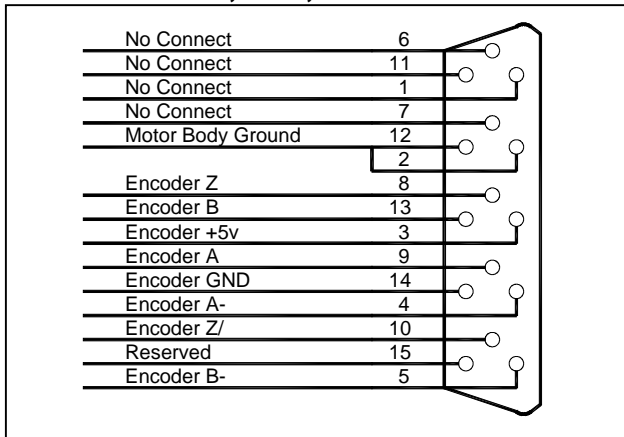 No Connect 6
No Connect 11
No Connect 1
No Connect 7
Motor Body Ground 12
2
Encoder Z 8
Encoder B 13
Encoder +5v 3
Encoder A 9
Encoder GND 14
Encoder A- 4
Encoder Z/ 10
Reserved 15
Encoder B- 5